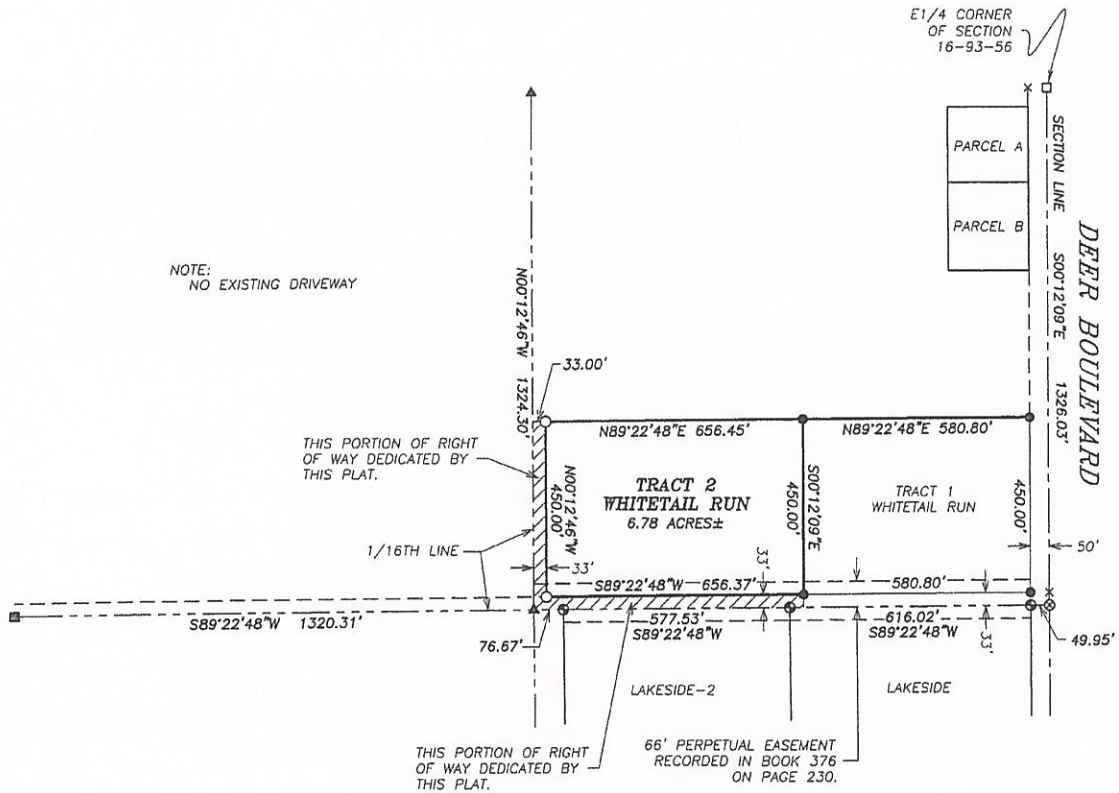 E1/4 CORNER
OF SECTION
16-93-56
PARCEL A
PARCEL B
SECTION LINE S00°12'09"E 1326.03'
DEER BOULEVARD
NOTE:
NO EXISTING DRIVEWAY
N00°12'46"W 1324.30'
33.00'
N89°22'48"E 656.45'
N89°22'48"E 580.80'
THIS PORTION OF RIGHT
OF WAY DEDICATED BY
THIS PLAT.
N00°12'46"W
450.00'
TRACT 2
WHITETAIL RUN
6.78 ACRES±
S00°12'09"E
450.00'
TRACT 1
WHITETAIL RUN
450.00'
50'
1/16TH LINE
33'
S89°22'48"W 656.37'
33'
580.80'
S89°22'48"W 1320.31'
76.67'
577.53'
S89°22'48"W
616.02'
S89°22'48"W
33'
49.95'
LAKESIDE-2
LAKESIDE
THIS PORTION OF RIGHT
OF WAY DEDICATED BY
THIS PLAT.
66' PERPETUAL EASEMENT
RECORDED IN BOOK 376
ON PAGE 230.